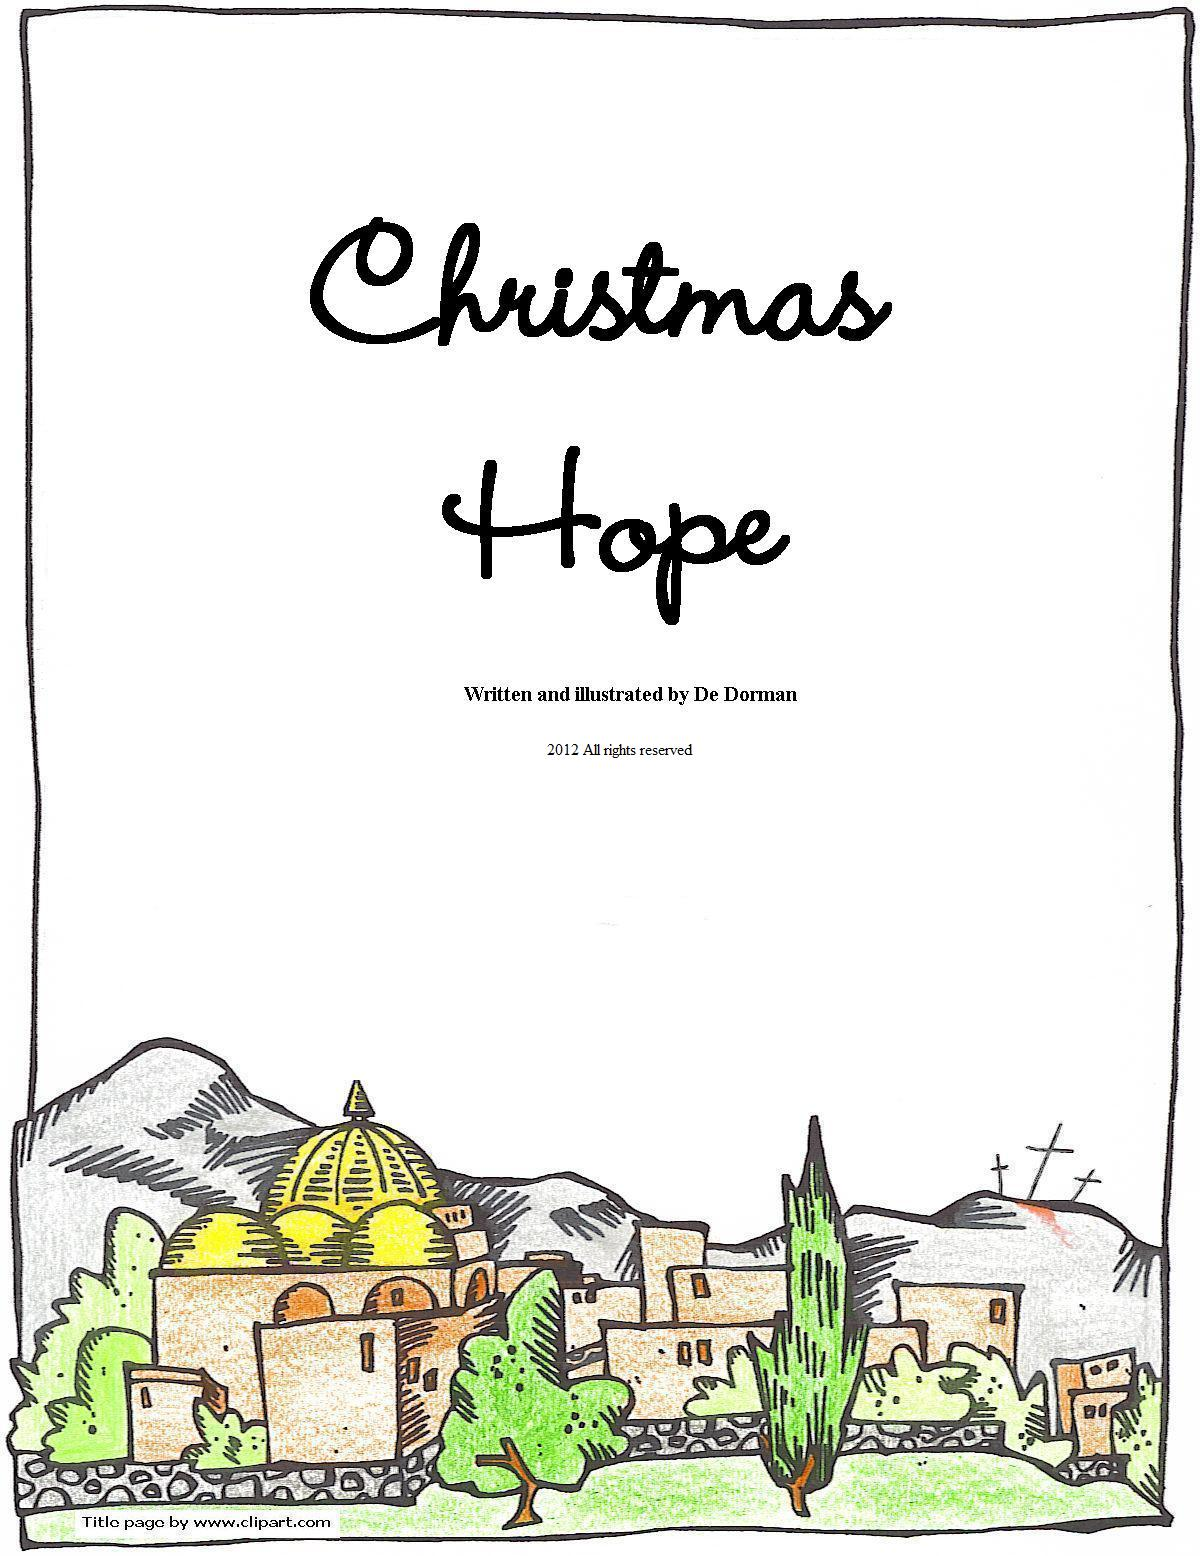 Christmas
Hope
Written and illustrated by De Dorman
2012 All rights reserved
Title page by www.clipart.com